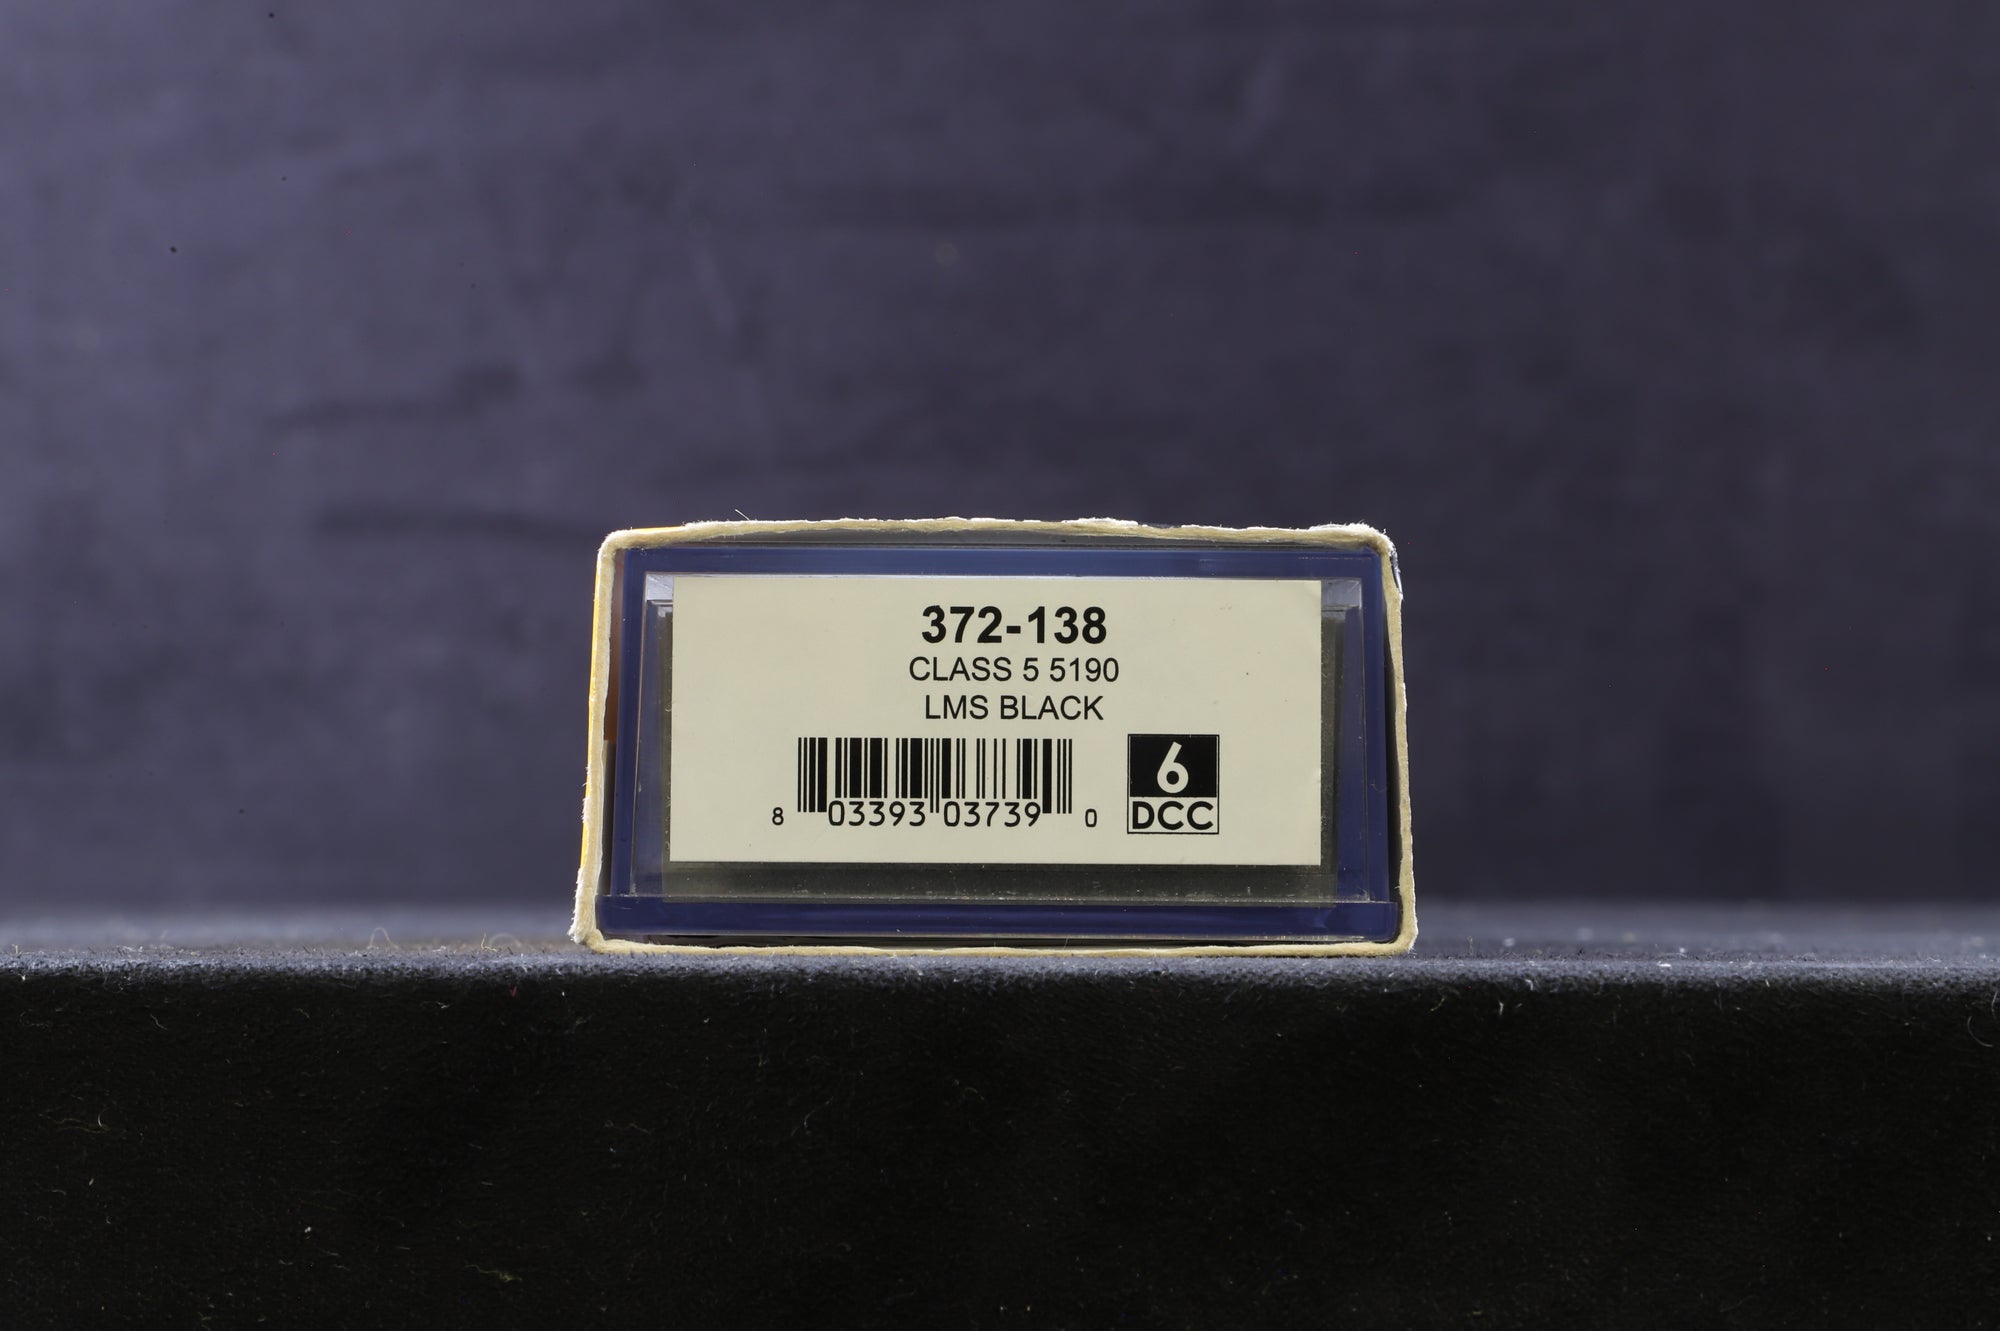 372-138
CLASS 5 5190
LMS BLACK
8 03393 03739 0
6
DCC